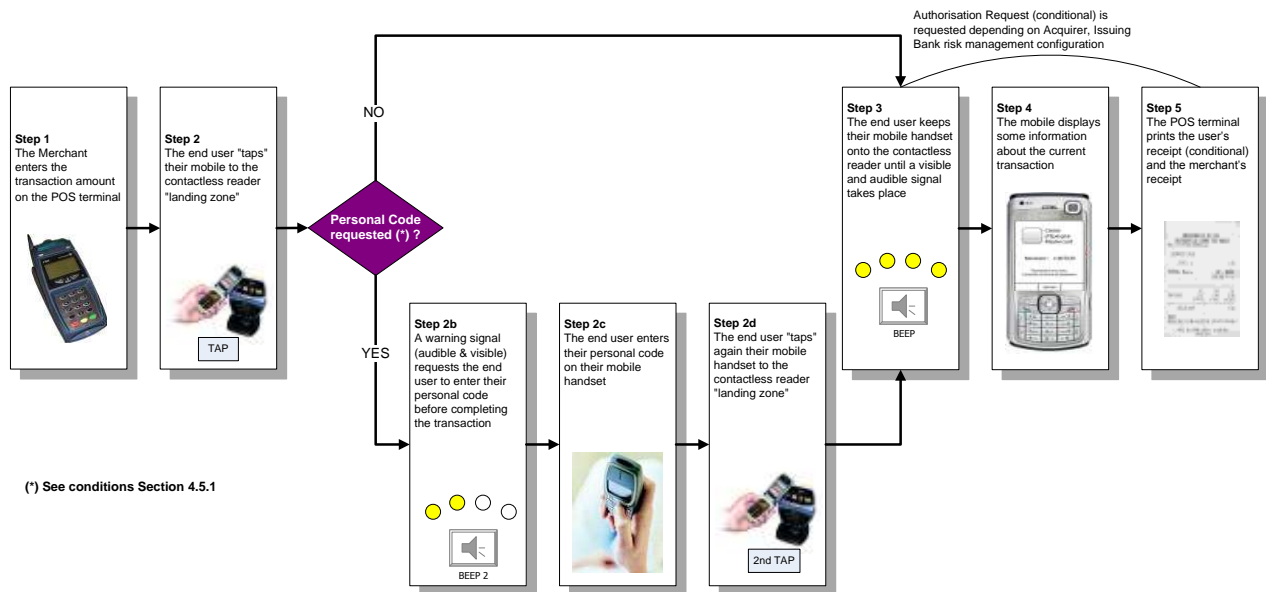 Authorisation Request (conditional) is
requested depending on Acquirer, Issuing
Bank risk management configuration
NO
Step 1
The Merchant
enters the
transaction amount
on the POS terminal
Step 2
The end user "taps"
their mobile to the
contactless reader
"landing zone"
TAP
Personal Code
requested (*) ?
YES
Step 2b
A warning signal
(audible & visible)
requests the end
user to enter their
personal code
before completing
the transaction
BEEP 2
Step 2c
The end user enters
their personal code
on their mobile
handset
Step 2d
The end user "taps"
again their mobile
handset to the
contactless reader
"landing zone"
2nd TAP
Step 3
The end user keeps
their mobile handset
onto the contactless
reader until a visible
and audible signal
takes place
BEEP
Step 4
The mobile displays
some information
about the current
transaction
Step 5
The POS terminal
prints the user's
receipt (conditional)
and the merchant's
receipt
(*) See conditions Section 4.5.1